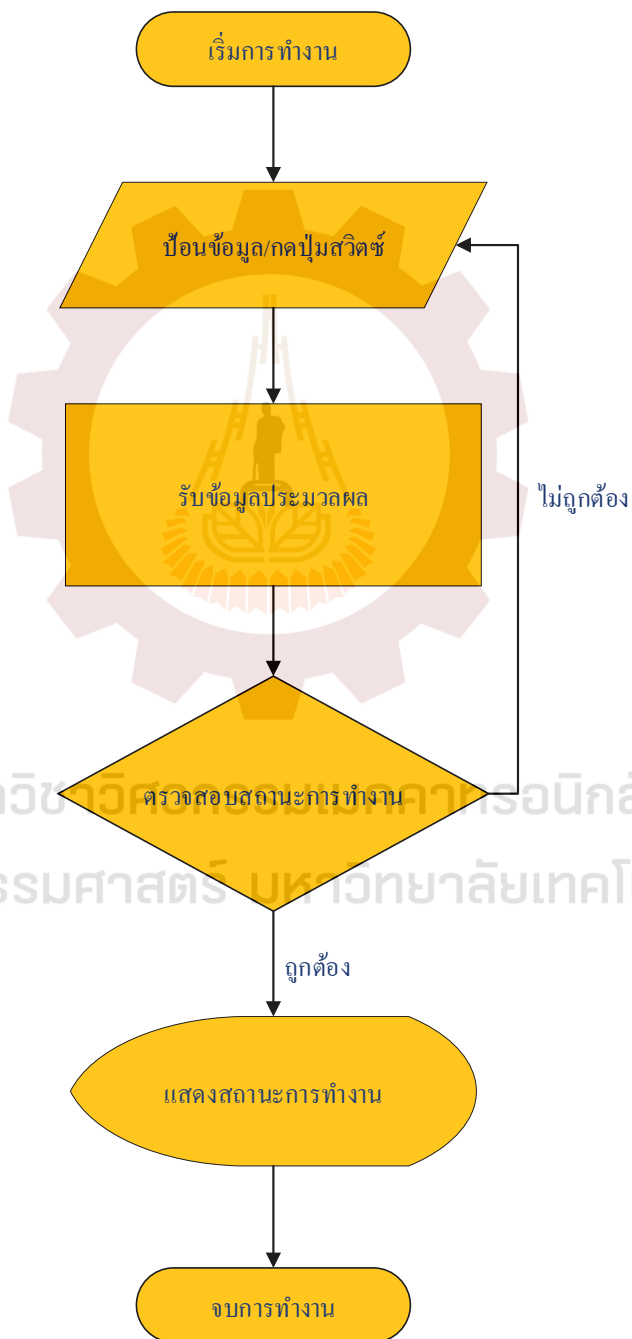 เริ่มการทำงาน
ป้อนข้อมูล/กดปุ่มสวิตซ์
รับข้อมูลประมวลผล
ไม่ถูกต้อง
ตรวจสอบสถานะการทำงาน
ถูกต้อง
แสดงสถานะการทำงาน
จบการทำงาน